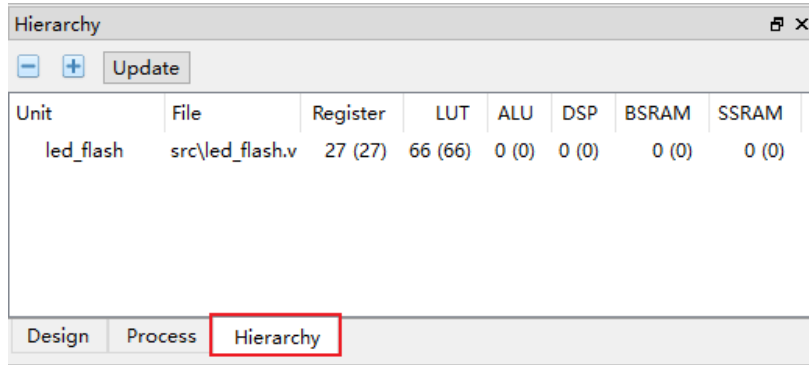 Hierarchy
Update
Unit File Register LUT ALU DSP BSRAM SSRAM
led_flash src\led_flash.v 27 (27) 66 (66) 0 (0) 0 (0) 0 (0) 0 (0)
Design Process Hierarchy